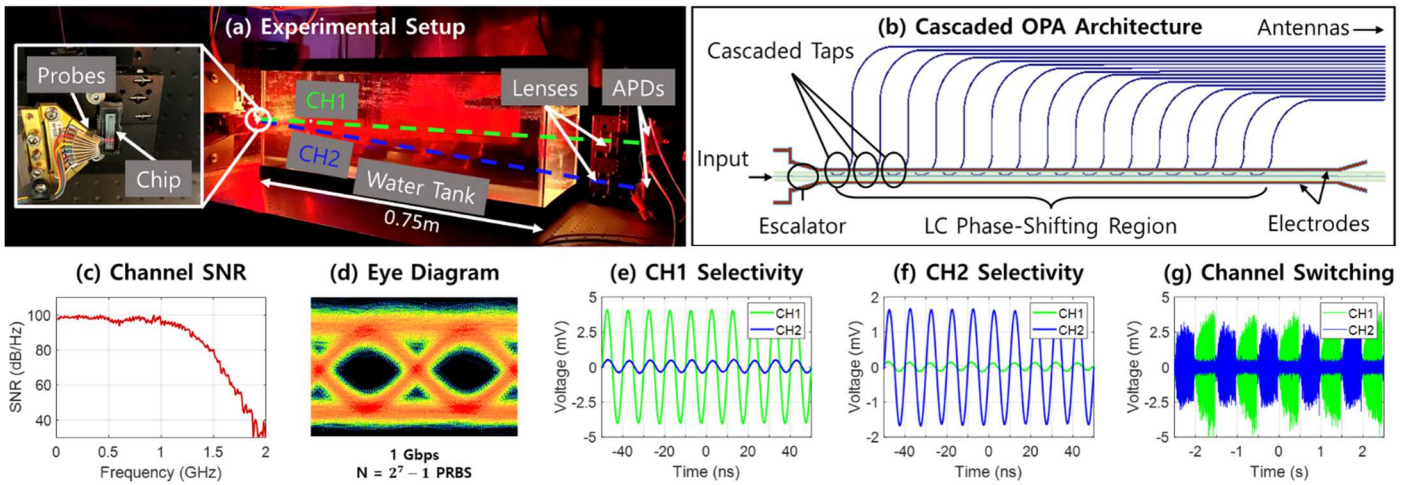 (a) Experimental Setup
Probes
Chip
CH1
CH2
Water Tank
0.75m
Lenses
APDs
(b) Cascaded OPA Architecture
Antennas
Cascaded Taps
Input
Escalator
LC Phase-Shifting Region
Electrodes
(c) Channel SNR
SNR (dB/Hz)
100
80
60
40
0
0.5
1
1.5
2
Frequency (GHz)
(d) Eye Diagram
1 Gbps
N = 2⁷ − 1 PRBS
(e) CH1 Selectivity
CH1
CH2
Voltage (mV)
5
2.5
0
-2.5
-5
-40
-20
0
20
40
Time (ns)
(f) CH2 Selectivity
CH1
CH2
Voltage (mV)
2
1
0
-1
-2
-40
-20
0
20
40
Time (ns)
(g) Channel Switching
CH1
CH2
Voltage (mV)
5
2.5
0
-2.5
-5
-2
-1
0
1
2
Time (s)